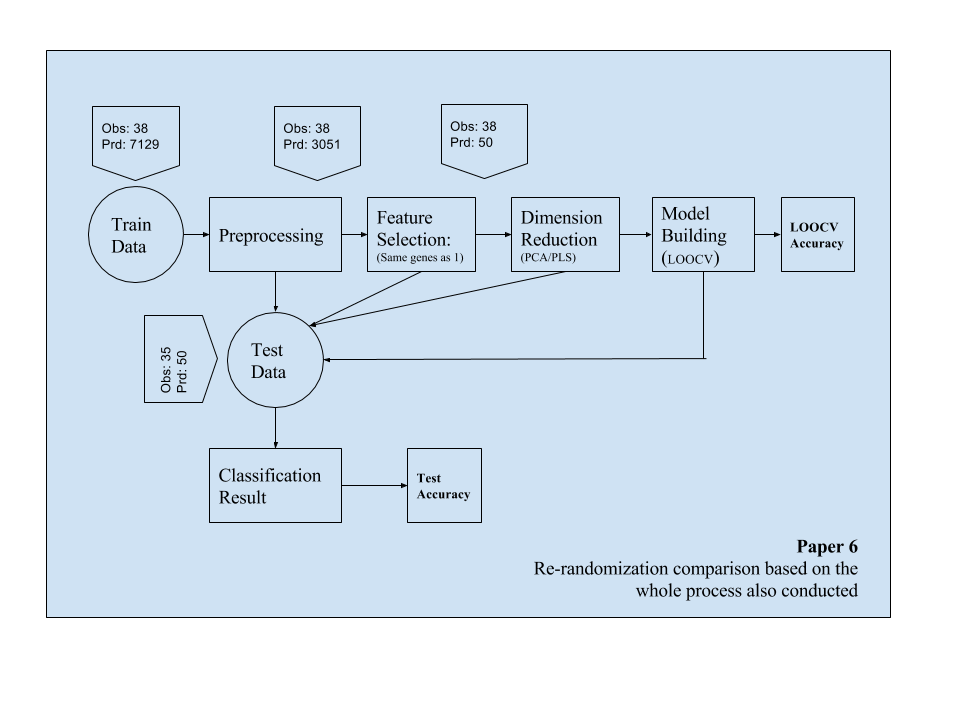 Obs: 38
Prd: 7129
Obs: 38
Prd: 3051
Obs: 38
Prd: 50
Train
Data
Preprocessing
Feature
Selection:
(Same genes as 1)
Dimension
Reduction
(PCA/PLS)
Model
Building
(LOOCV)
LOOCV
Accuracy
Obs: 35
Prd: 50
Test
Data
Classification
Result
Test
Accuracy
Paper 6
Re-randomization comparison based on the
whole process also conducted